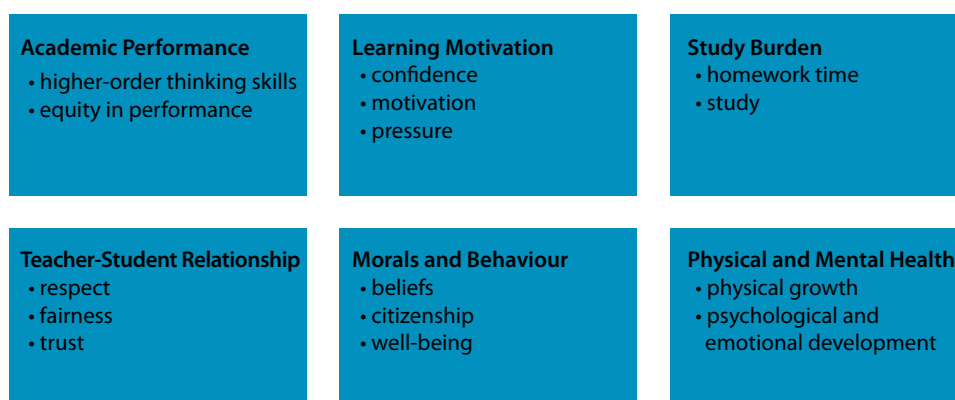 Academic Performance
• higher-order thinking skills
• equity in performance
Learning Motivation
• confidence
• motivation
• pressure
Study Burden
• homework time
• study
Teacher-Student Relationship
• respect
• fairness
• trust
Morals and Behaviour
• beliefs
• citizenship
• well-being
Physical and Mental Health
• physical growth
• psychological and
emotional development